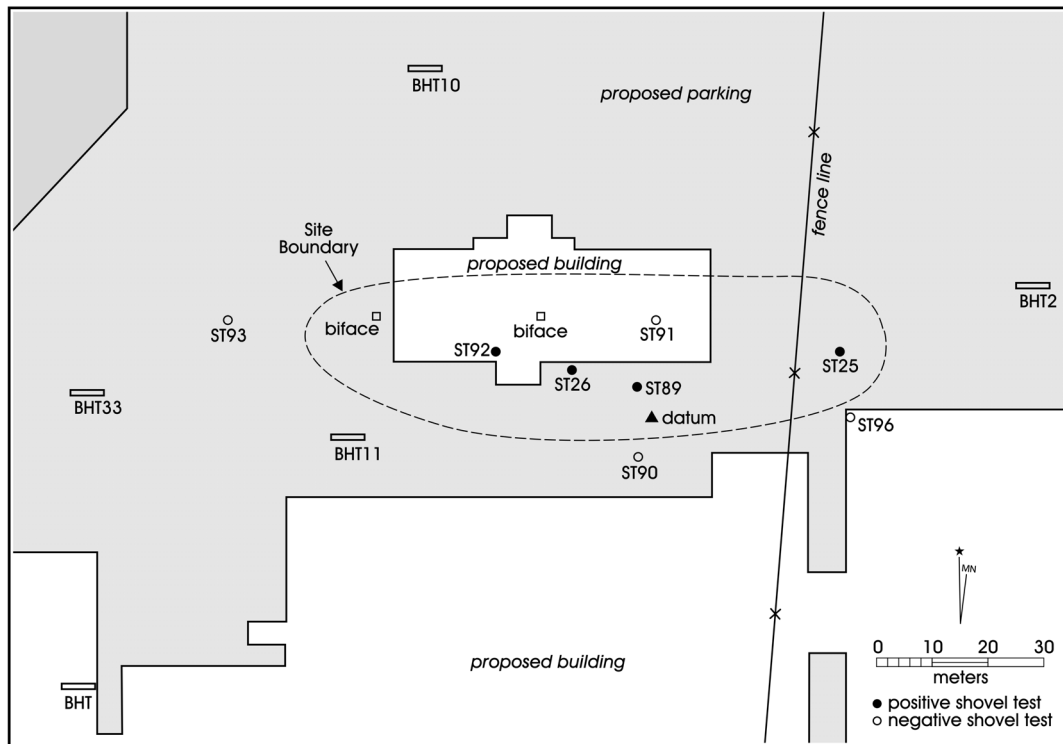 BHT10
proposed parking
fence line
Site
Boundary
proposed building
BHT2
biface
biface
ST93
ST91
ST92
ST25
ST26
ST89
BHT33
datum
ST96
BHT11
ST90
MN
proposed building
0 10 20 30
meters
BHT
positive shovel test
negative shovel test